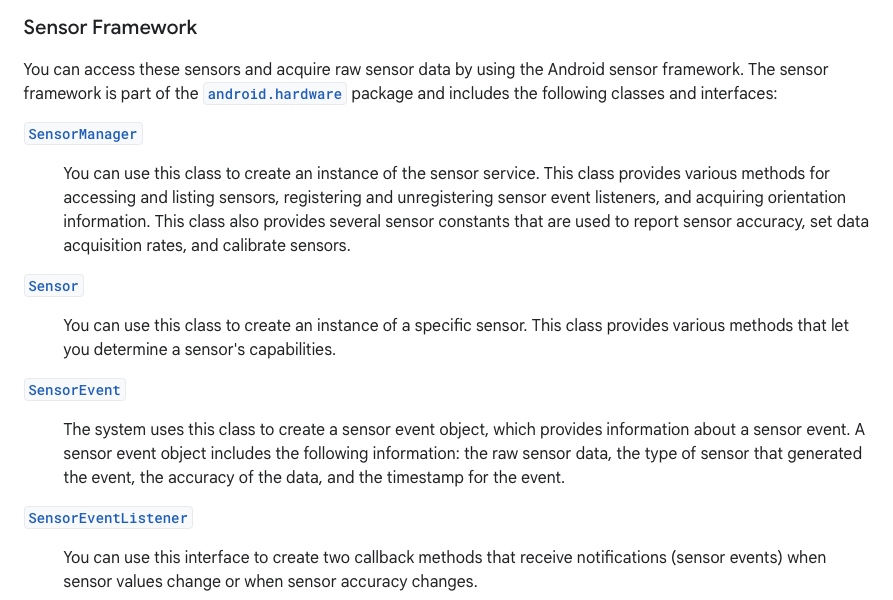 Sensor Framework
You can access these sensors and acquire raw sensor data by using the Android sensor framework. The sensor
framework is part of the android.hardware package and includes the following classes and interfaces:
SensorManager
You can use this class to create an instance of the sensor service. This class provides various methods for
accessing and listing sensors, registering and unregistering sensor event listeners, and acquiring orientation
information. This class also provides several sensor constants that are used to report sensor accuracy, set data
acquisition rates, and calibrate sensors.
Sensor
You can use this class to create an instance of a specific sensor. This class provides various methods that let
you determine a sensor's capabilities.
SensorEvent
The system uses this class to create a sensor event object, which provides information about a sensor event. A
sensor event object includes the following information: the raw sensor data, the type of sensor that generated
the event, the accuracy of the data, and the timestamp for the event.
SensorEventListener
You can use this interface to create two callback methods that receive notifications (sensor events) when
sensor values change or when sensor accuracy changes.